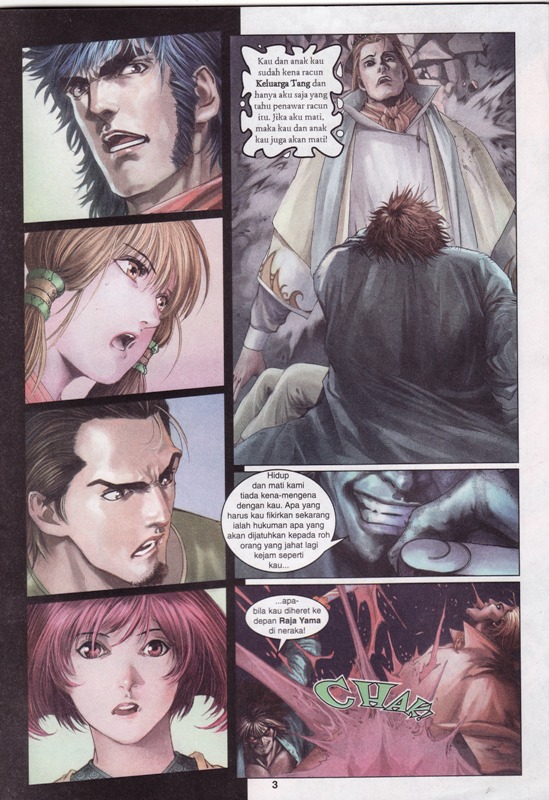 Kau dan anak kau
sudah kena racun
Keluarga Tang dan
hanya aku saja yang
tahu penawar racun
itu. Jika aku mati,
maka kau dan anak
kau juga akan mati!
Hidup
dan mati kami
tiada kena-mengena
dengan kau. Apa yang
harus kau fikirkan sekarang
ialah hukuman apa yang
akan dijatuhkan kepada roh
orang yang jahat lagi
kejam seperti
kau...
...apa-
bila kau diheret ke
depan Raja Yama
di neraka!
CHAK
3